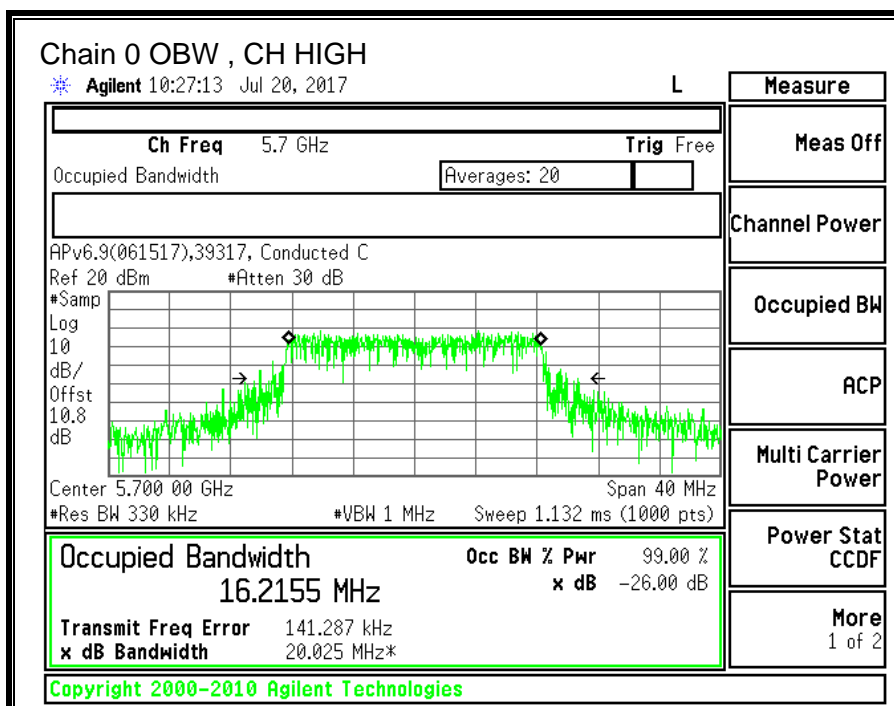 Chain 0 OBW , CH HIGH
Agilent 10:27:13 Jul 20, 2017 L
Measure
Ch Freq 5.7 GHz Trig Free
Occupied Bandwidth Averages: 20
APv6.9(061517),39317, Conducted C
Ref 20 dBm #Atten 30 dB
#Samp
Log
10
dB/
Offst
10.8
dB
Center 5.700 00 GHz Span 40 MHz
#Res BW 330 kHz #VBW 1 MHz Sweep 1.132 ms (1000 pts)
Occupied Bandwidth Occ BW % Pwr 99.00 %
16.2155 MHz x dB -26.00 dB
Transmit Freq Error 141.287 kHz
x dB Bandwidth 20.025 MHz*
Copyright 2000-2010 Agilent Technologies
Meas Off
Channel Power
Occupied BW
ACP
Multi Carrier
Power
Power Stat
CCDF
More
1 of 2